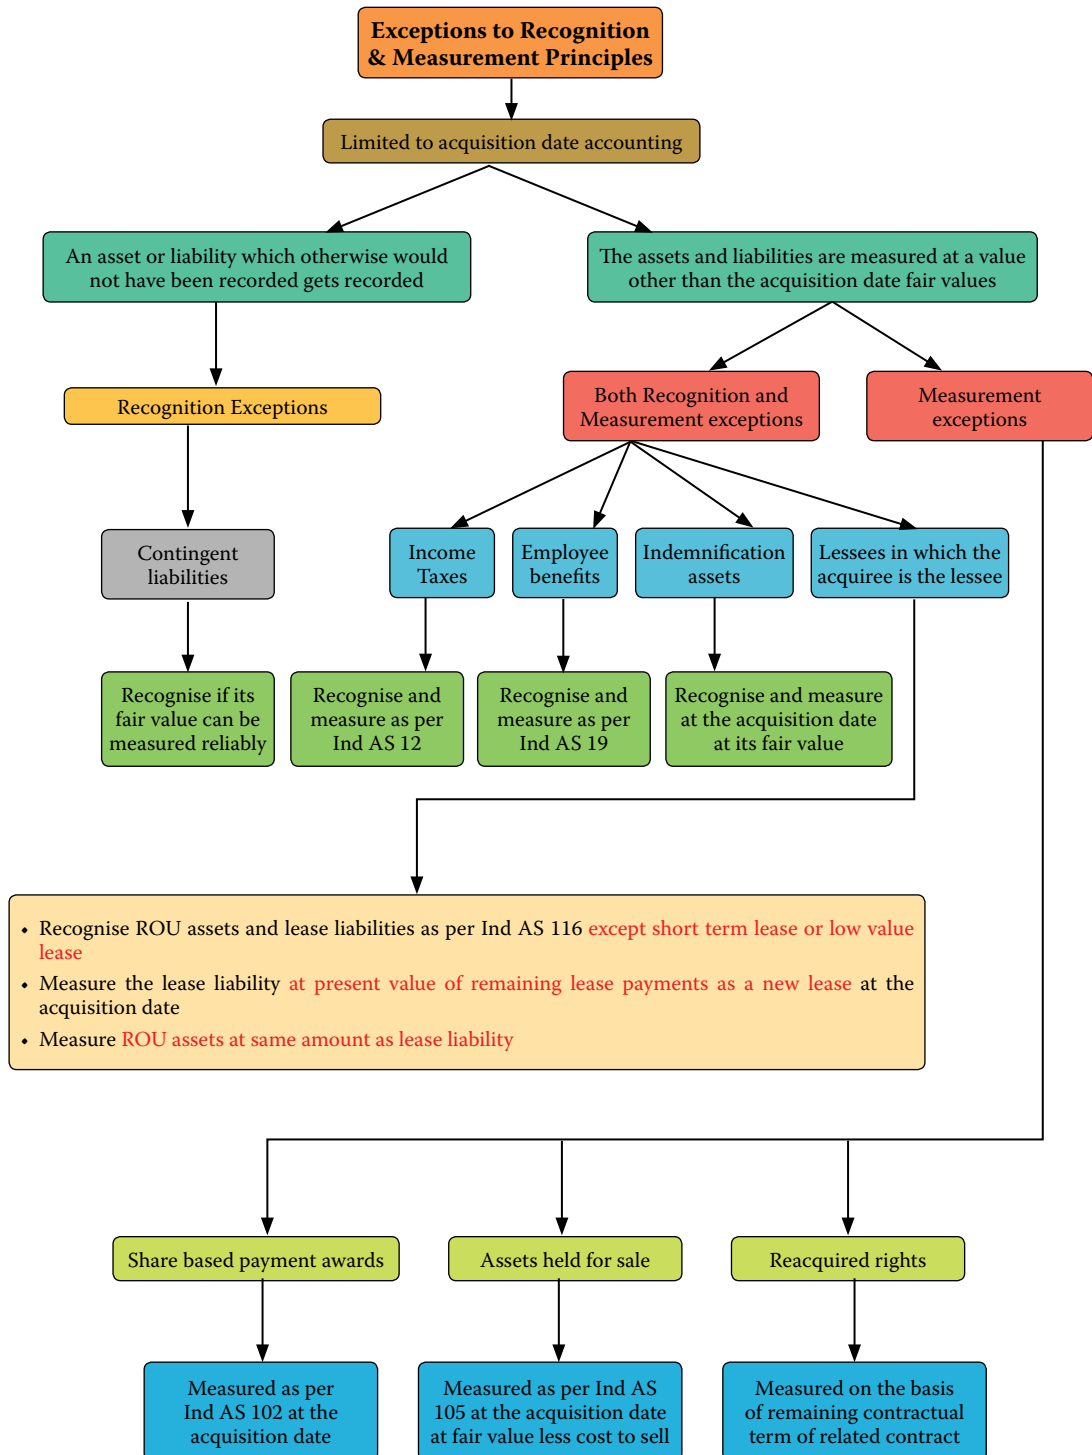 Exceptions to Recognition
& Measurement Principles
Limited to acquisition date accounting
An asset or liability which otherwise would
not have been recorded gets recorded
The assets and liabilities are measured at a value
other than the acquisition date fair values
Recognition Exceptions
Both Recognition and
Measurement exceptions
Measurement
exceptions
Contingent
liabilities
Income
Taxes
Employee
benefits
Indemnification
assets
Lessees in which the
acquiree is the lessee
Recognise if its
fair value can be
measured reliably
Recognise and
measure as per
Ind AS 12
Recognise and
measure as per
Ind AS 19
Recognise and measure
at the acquisition date
at its fair value
• Recognise ROU assets and lease liabilities as per Ind AS 116 except short term lease or low value
lease
• Measure the lease liability at present value of remaining lease payments as a new lease at the
acquisition date
• Measure ROU assets at same amount as lease liability
Share based payment awards
Assets held for sale
Reacquired rights
Measured as per
Ind AS 102 at the
acquisition date
Measured as per Ind AS
105 at the acquisition date
at fair value less cost to sell
Measured on the basis
of remaining contractual
term of related contract